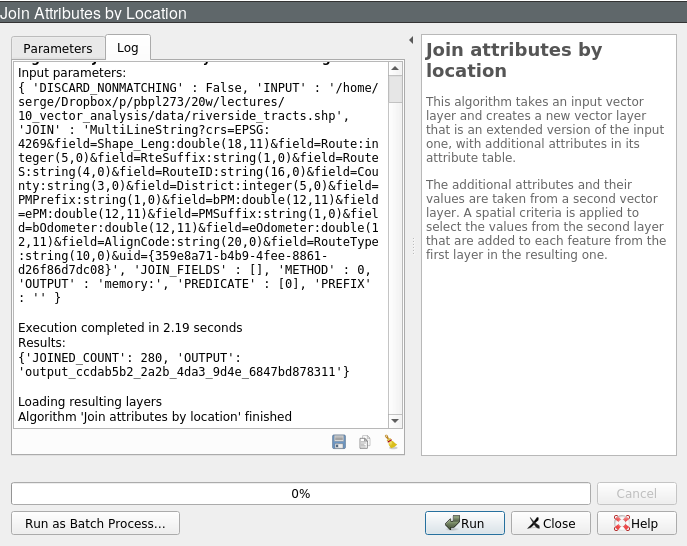 Join Attributes by Location
Parameters
Log
Input parameters:
{ 'DISCARD_NONMATCHING' : False, 'INPUT' : '/home/
serge/Dropbox/p/pbpl273/20w/lectures/
10_vector_analysis/data/riverside_tracts.shp',
'JOIN' : 'MultiLineString?crs=EPSG:
4269&field=Shape_Leng:double(18,11)&field=Route:in
teger(5,0)&field=RteSuffix:string(1,0)&field=Route
S:string(4,0)&field=RouteID:string(16,0)&field=Cou
nty:string(3,0)&field=District:integer(5,0)&field=
PMPrefix:string(1,0)&field=bPM:double(12,11)&field
=ePM:double(12,11)&field=PMSuffix:string(1,0)&fiel
d=bOdometer:double(12,11)&field=eOdometer:double(1
2,11)&field=AlignCode:string(20,0)&field=RouteType
:string(10,0)&uid={359e8a71-b4b9-4fee-8861-
d26f86d7dc08}', 'JOIN_FIELDS' : [], 'METHOD' : 0,
'OUTPUT' : 'memory:', 'PREDICATE' : [0], 'PREFIX'
: '' }
Execution completed in 2.19 seconds
Results:
{'JOINED_COUNT': 280, 'OUTPUT':
'output_ccdab5b2_2a2b_4da3_9d4e_6847bd878311'}
Loading resulting layers
Algorithm 'Join attributes by location' finished
Join attributes by
location
This algorithm takes an input vector
layer and creates a new vector layer
that is an extended version of the input
one, with additional attributes in its
attribute table.
The additional attributes and their
values are taken from a second vector
layer. A spatial criteria is applied to
select the values from the second layer
that are added to each feature from the
first layer in the resulting one.
0%
Cancel
Run as Batch Process...
Run
Close
Help